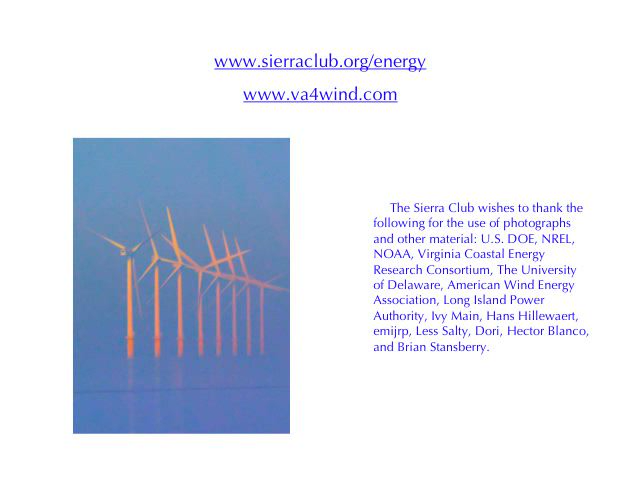 www.sierraclub.org/energy
www.va4wind.com
The Sierra Club wishes to thank the
following for the use of photographs
and other material: U.S. DOE, NREL,
NOAA, Virginia Coastal Energy
Research Consortium, The University
of Delaware, American Wind Energy
Association, Long Island Power
Authority, Ivy Main, Hans Hillewaert,
emijrp, Less Salty, Dori, Hector Blanco,
and Brian Stansberry.